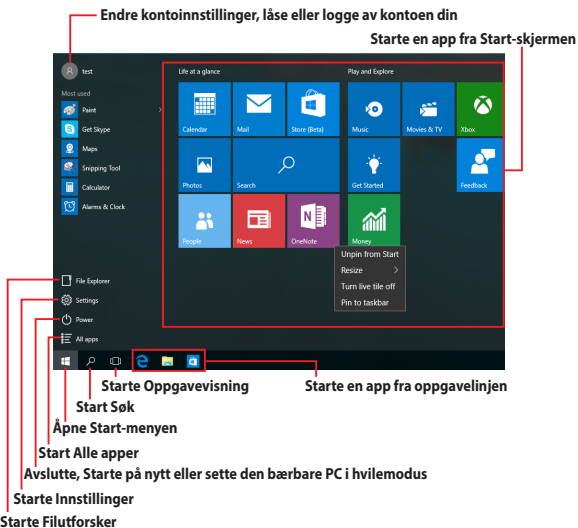 Endre kontoinnstillinger, låse eller logge av kontoen din
Starte en app fra Start-skjermen
test
Life at a glance
Play and Explore
Most used
Paint
Get Skype
Maps
Snipping Tool
Calculator
Alarms & Clock
Calendar
Mail
Store (Beta)
Music
Movies & TV
Xbox
Photos
Search
Get Started
Feedback
People
News
OneNote
Money
Unpin from Start
Resize
Turn live tile off
Pin to taskbar
File Explorer
Settings
Power
All apps
Starte Oppgavevisning
Starte en app fra oppgavelinjen
Start Søk
Åpne Start-menyen
Start Alle apper
Avslutte, Starte på nytt eller sette den bærbare PC i hvilemodus
Starte Innstillinger
Starte Filutforsker